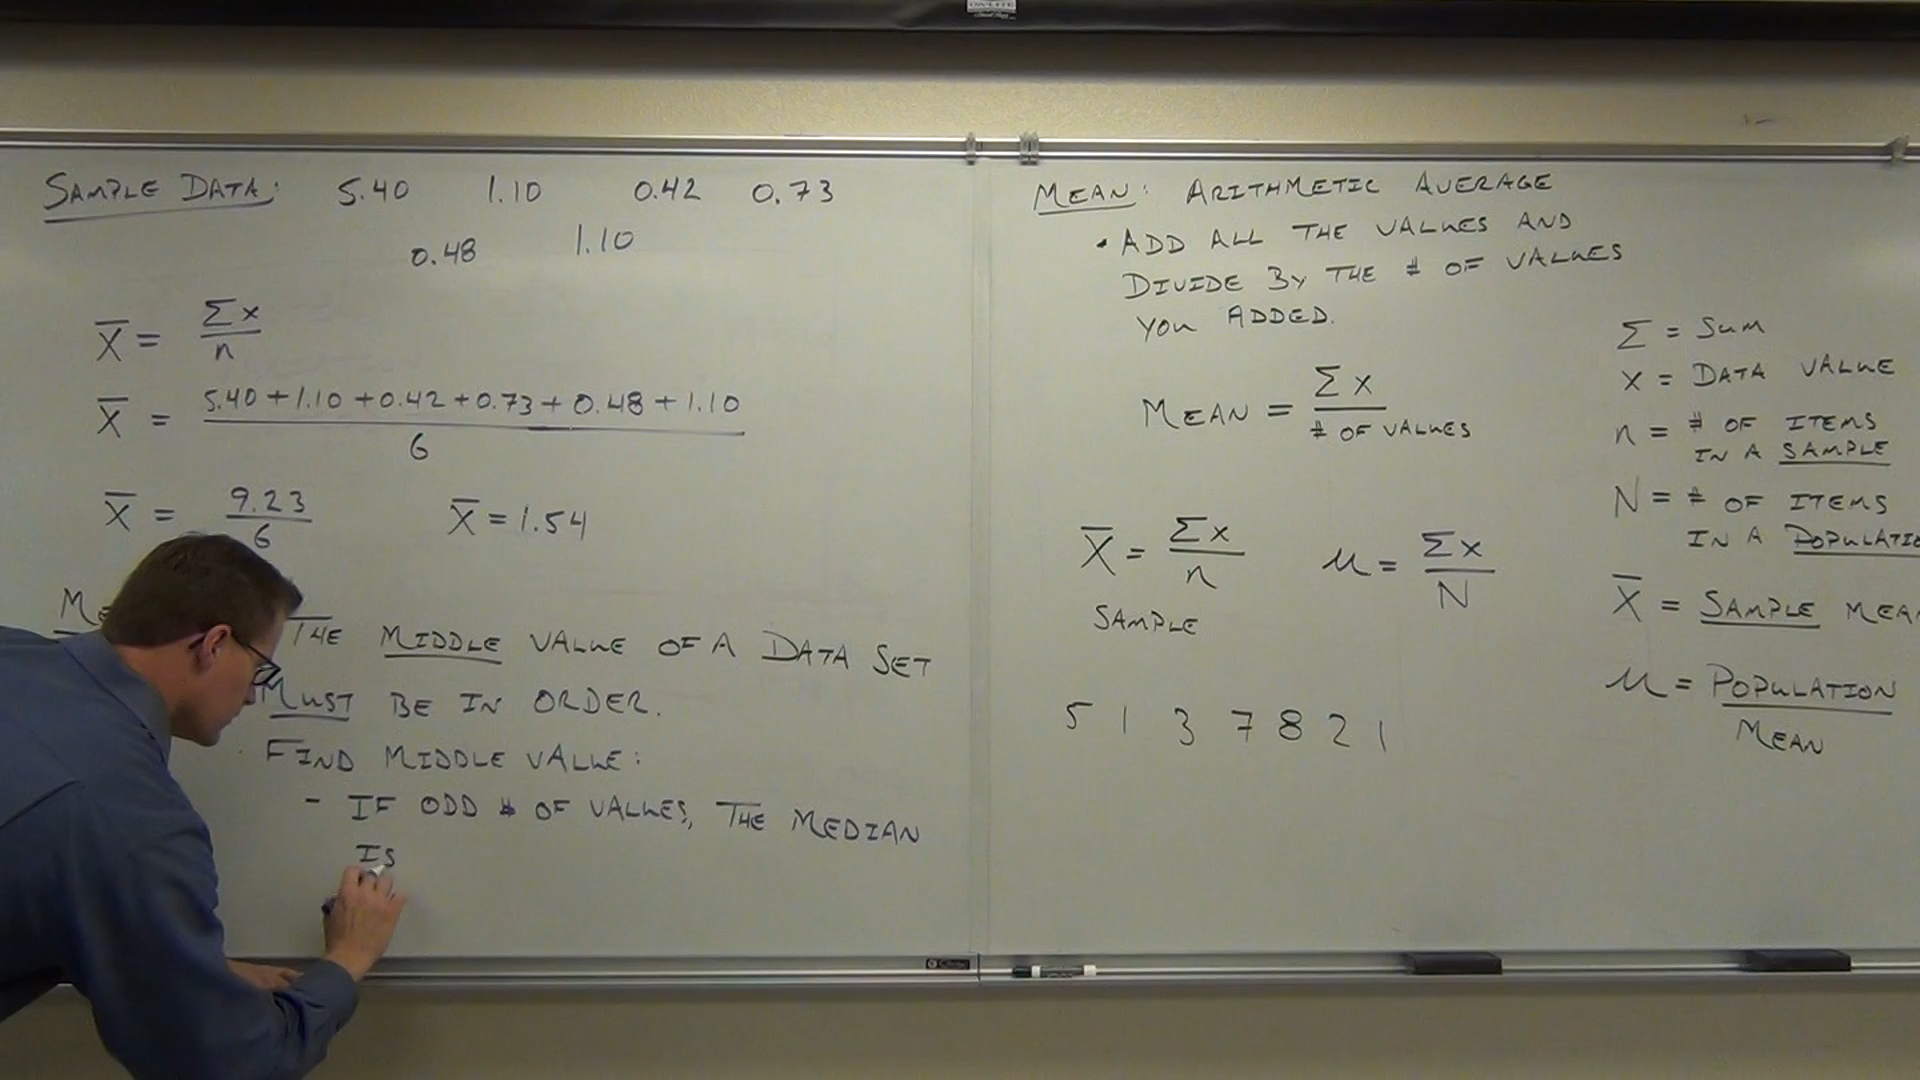 SAMPLE DATA: 5.40 1.10 0.42 0.73
0.48 1.10
X̄ = Σx / n
X̄ = 5.40 + 1.10 + 0.42 + 0.73 + 0.48 + 1.10 / 6
X̄ = 9.23 / 6 X̄ = 1.54
MIDDLE VALUE OF A DATA SET
MUST BE IN ORDER.
FIND MIDDLE VALUE:
- IF ODD # OF VALUES, THE MEDIAN
IS
MEAN: ARITHMETIC AVERAGE
• ADD ALL THE VALUES AND
DIVIDE BY THE # OF VALUES
YOU ADDED.
MEAN = Σx / # OF VALUES
X̄ = Σx / n μ = Σx / N
SAMPLE
5 1 3 7 8 2 1
Σ = SUM
X = DATA VALUE
n = # OF ITEMS
IN A SAMPLE
N = # OF ITEMS
IN A POPULATIO
X̄ = SAMPLE MEA
μ = POPULATION
MEAN